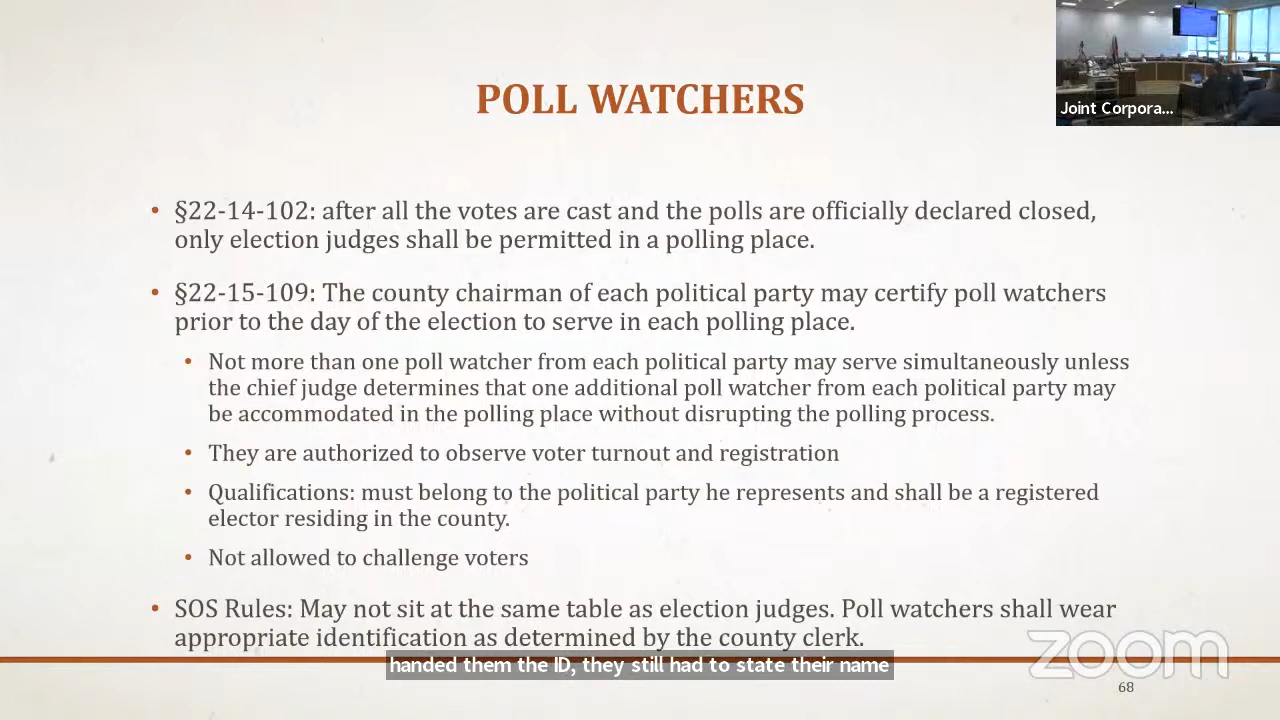 Joint Corpora...
POLL WATCHERS
• §22-14-102: after all the votes are cast and the polls are officially declared closed,
only election judges shall be permitted in a polling place.
• §22-15-109: The county chairman of each political party may certify poll watchers
prior to the day of the election to serve in each polling place.
• Not more than one poll watcher from each political party may serve simultaneously unless
the chief judge determines that one additional poll watcher from each political party may
be accommodated in the polling place without disrupting the polling process.
• They are authorized to observe voter turnout and registration
• Qualifications: must belong to the political party he represents and shall be a registered
elector residing in the county.
• Not allowed to challenge voters
• SOS Rules: May not sit at the same table as election judges. Poll watchers shall wear
appropriate identification as determined by the county clerk.
zoom
handed them the ID, they still had to state their name
68